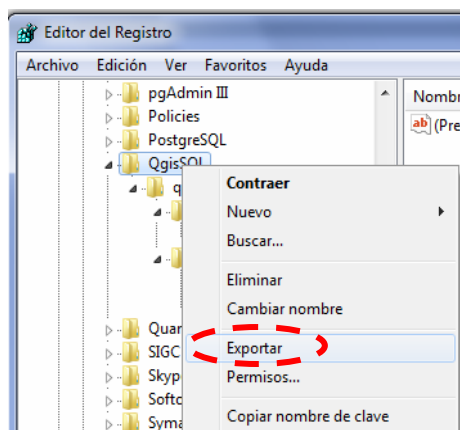 Editor del Registro
Archivo Edición Ver Favoritos Ayuda
pgAdmin III
Policies
PostgreSQL
QgisSQL
q
Quar
SIGC
Skyp
Softc
Syma
Nombr
ab (Pre
Contraer
Nuevo
Buscar...
Eliminar
Cambiar nombre
Exportar
Permisos...
Copiar nombre de clave